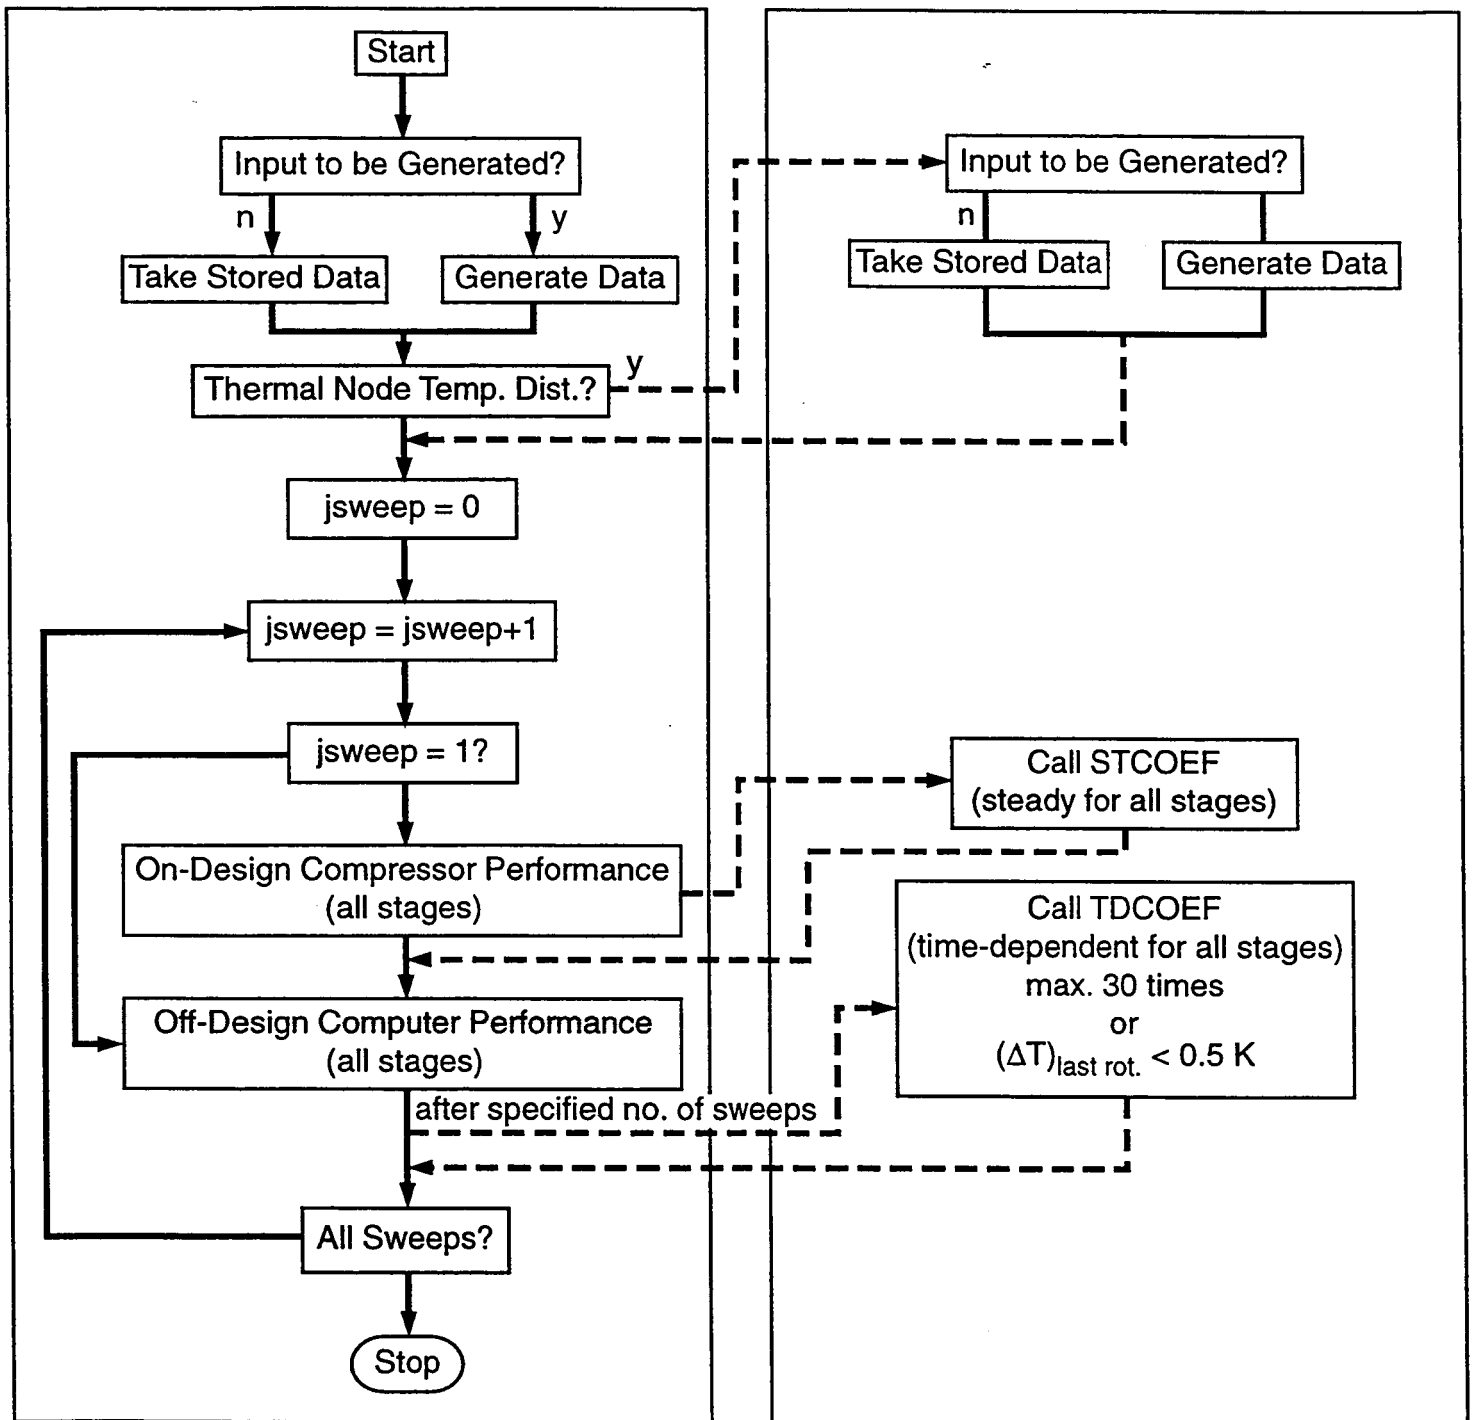 Start
Input to be Generated?
n
y
Take Stored Data
Generate Data
Thermal Node Temp. Dist.?
y
jsweep = 0
jsweep = jsweep+1
jsweep = 1?
On-Design Compressor Performance
(all stages)
Off-Design Computer Performance
(all stages)
after specified no. of sweeps
All Sweeps?
Stop
Input to be Generated?
n
Take Stored Data
Generate Data
Call STCOEF
(steady for all stages)
Call TDCOEF
(time-dependent for all stages)
max. 30 times
or
(ΔT)last rot. < 0.5 K